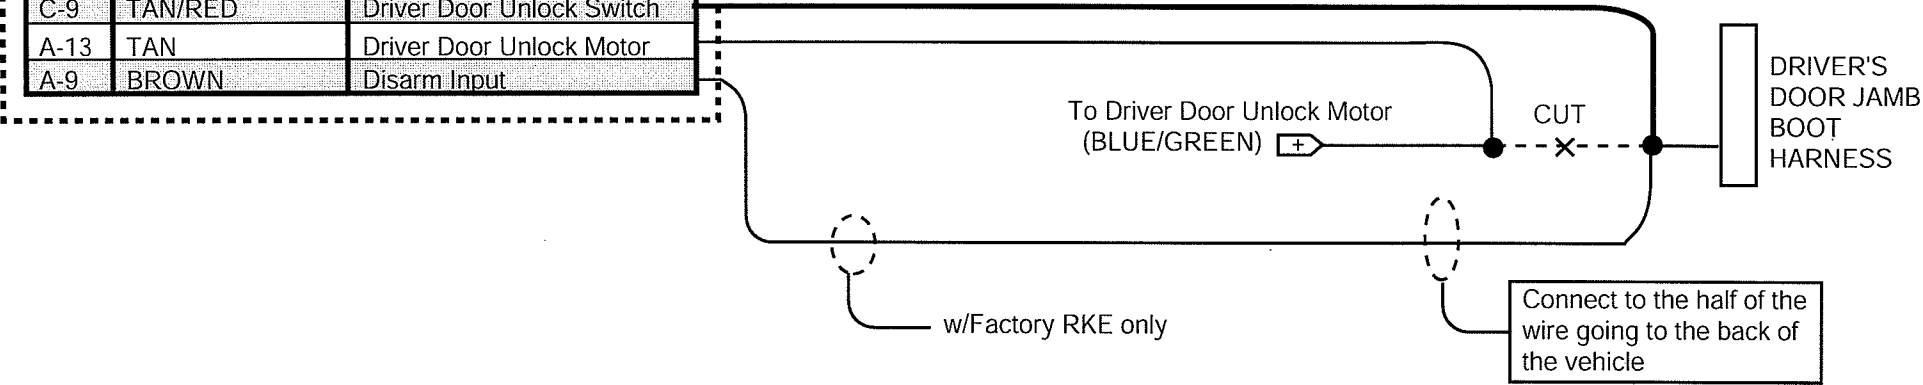 C-9 TAN/RED Driver Door Unlock Switch
A-13 TAN Driver Door Unlock Motor
A-9 BROWN Disarm Input
To Driver Door Unlock Motor
(BLUE/GREEN) +
CUT
DRIVER'S
DOOR JAMB
BOOT
HARNESS
w/Factory RKE only
Connect to the half of the
wire going to the back of
the vehicle